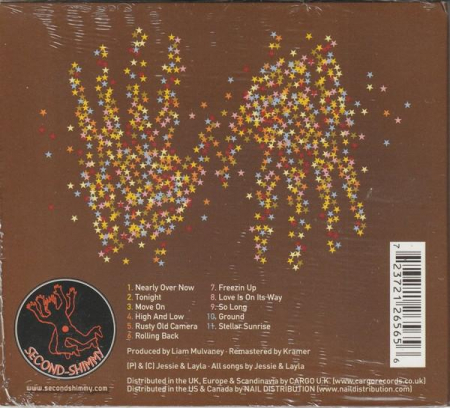 1. Nearly Over Now
2. Tonight
3. Move On
4. High And Low
5. Rusty Old Camera
6. Rolling Back
7. Freezin Up
8. Love Is On Its Way
9. So Long
10. Ground
11. Stellar Sunrise
Produced by Liam Mulvaney · Remastered by Kramer
(P) & (C) Jessie & Layla · All songs by Jessie & Layla
Distributed in the UK, Europe & Scandinavia by CARGO U.K. (www.cargorecords.co.uk)
Distributed in the US & Canada by NAIL DISTRIBUTION (www.naildistribution.com)
SECOND-SHIMMY
www.secondshimmy.com
7 23721 26565 6